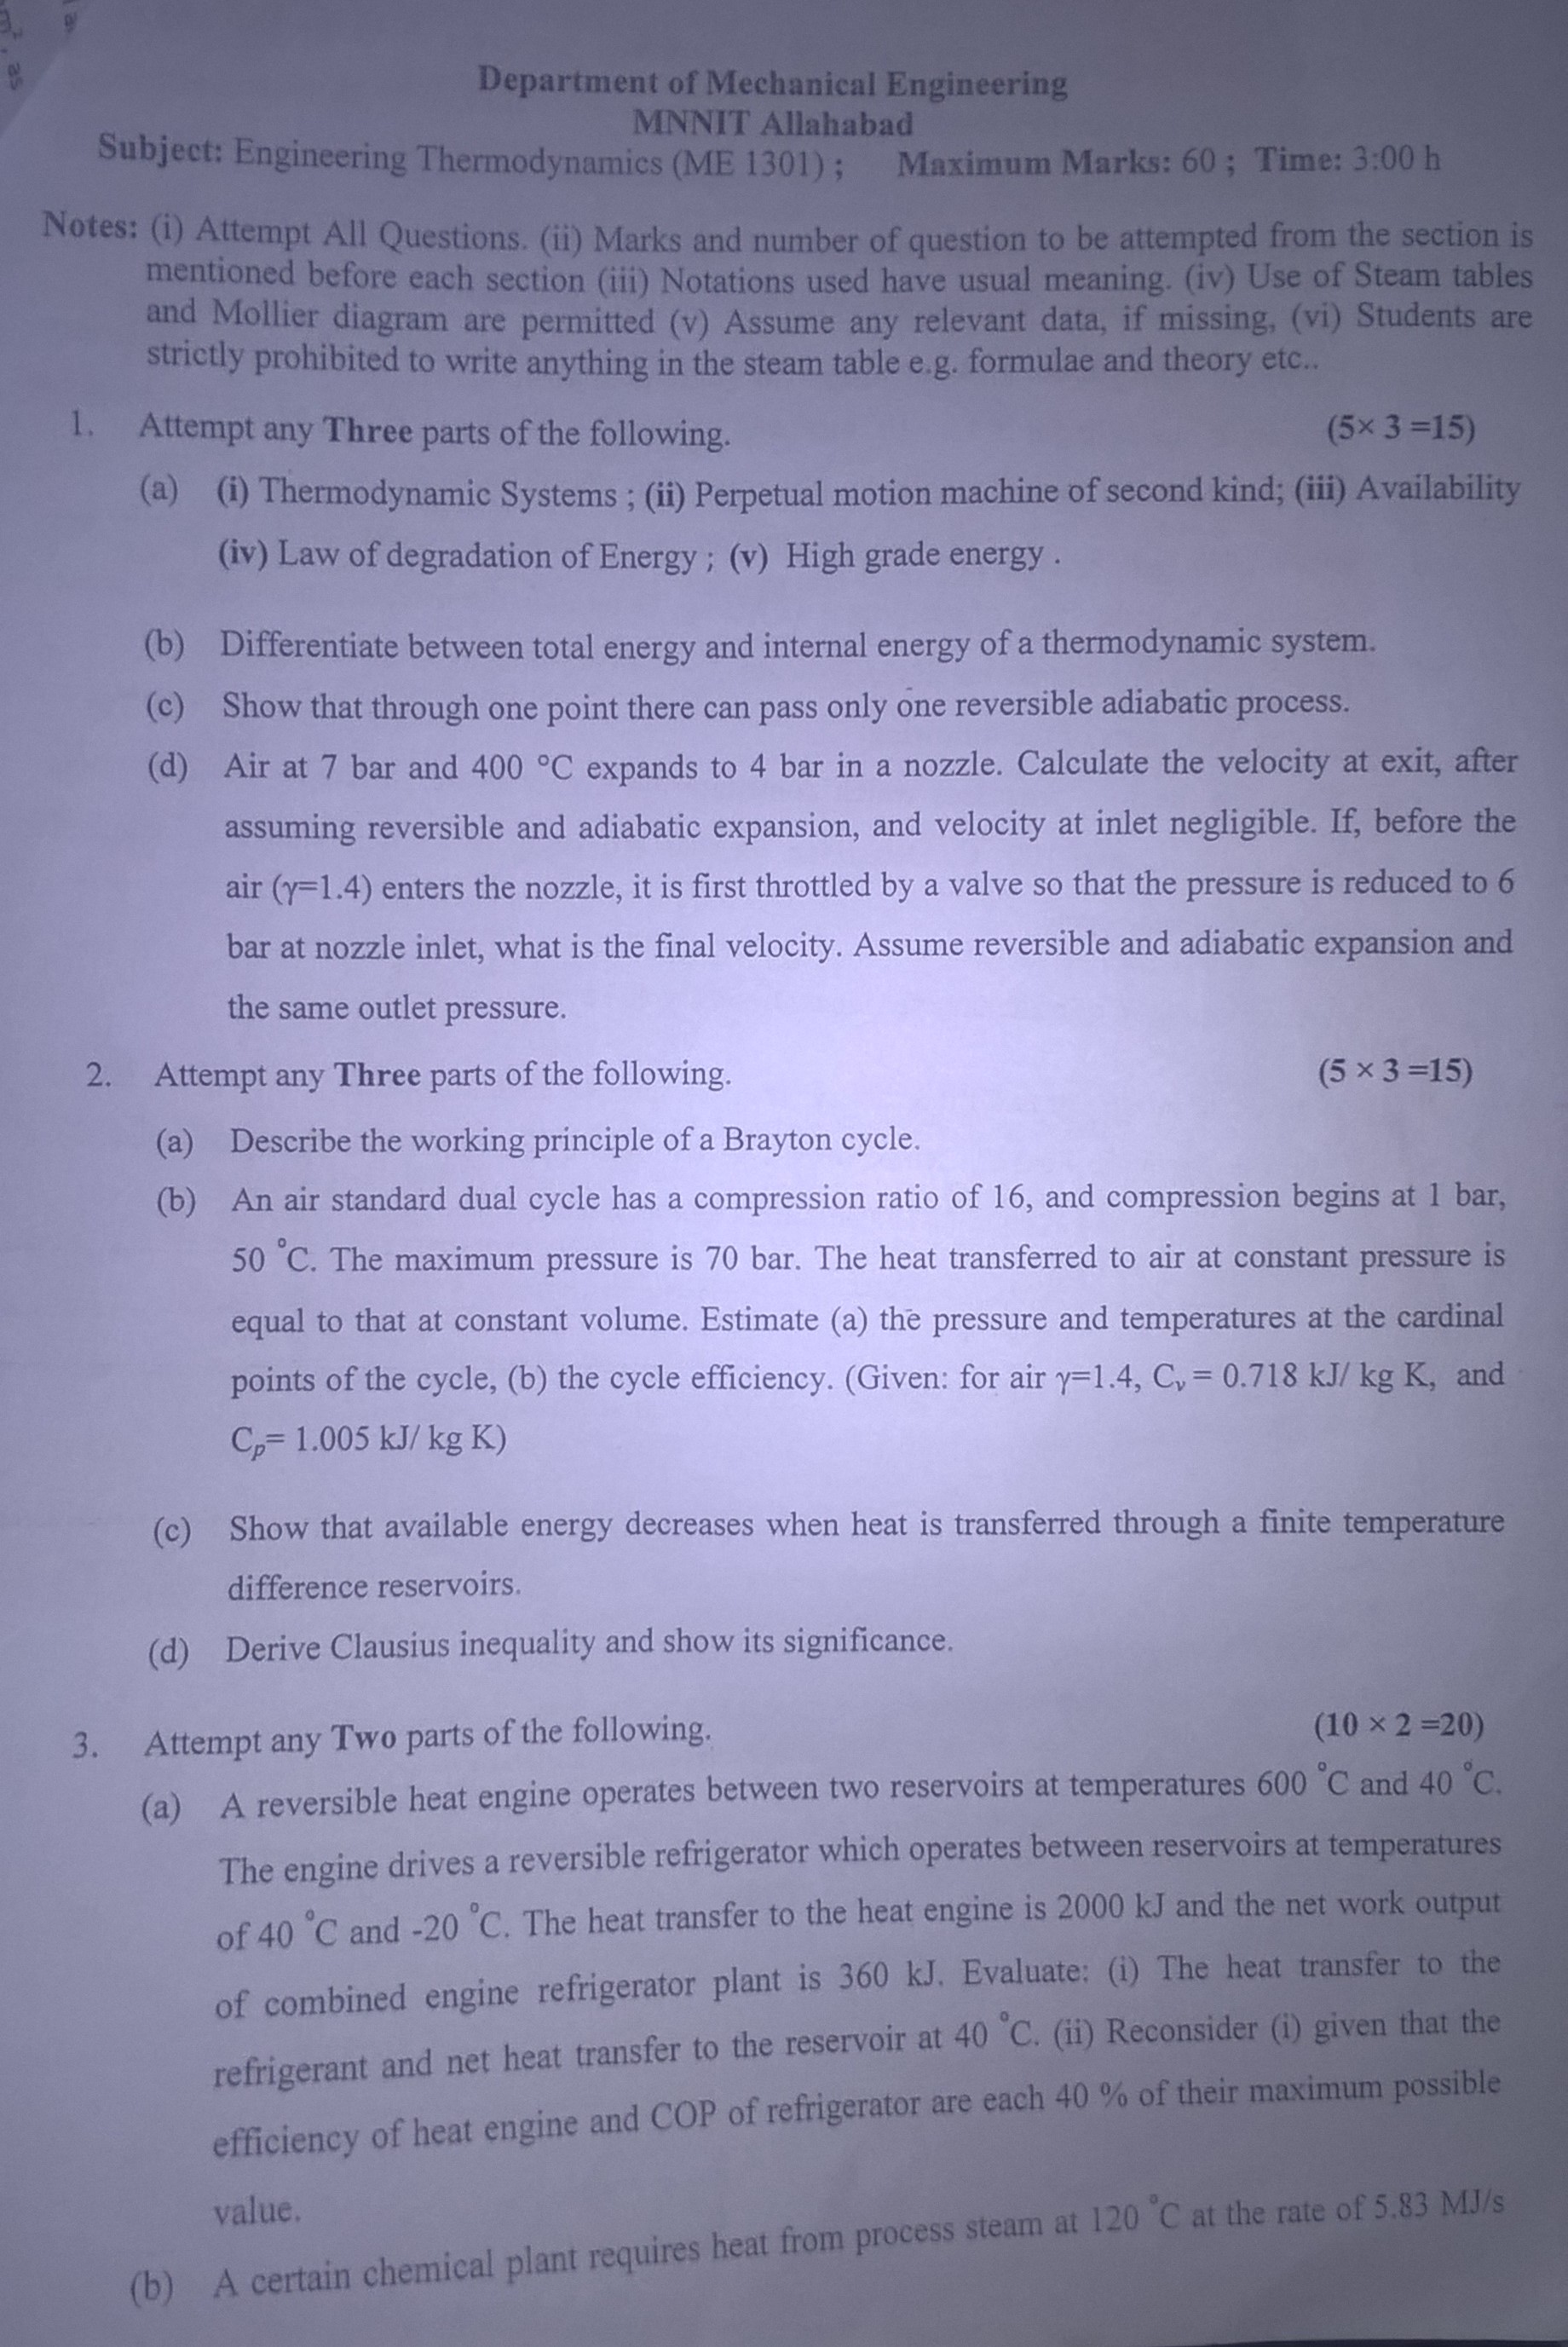 Department of Mechanical Engineering
MNNIT Allahabad
Subject: Engineering Thermodynamics (ME 1301) ; Maximum Marks: 60 ; Time: 3:00 h
Notes: (i) Attempt All Questions. (ii) Marks and number of question to be attempted from the section is
mentioned before each section (iii) Notations used have usual meaning. (iv) Use of Steam tables
and Mollier diagram are permitted (v) Assume any relevant data, if missing, (vi) Students are
strictly prohibited to write anything in the steam table e.g. formulae and theory etc..
1. Attempt any Three parts of the following. (5× 3 =15)
(a) (i) Thermodynamic Systems ; (ii) Perpetual motion machine of second kind; (iii) Availability
(iv) Law of degradation of Energy ; (v) High grade energy .
(b) Differentiate between total energy and internal energy of a thermodynamic system.
(c) Show that through one point there can pass only one reversible adiabatic process.
(d) Air at 7 bar and 400 °C expands to 4 bar in a nozzle. Calculate the velocity at exit, after
assuming reversible and adiabatic expansion, and velocity at inlet negligible. If, before the
air (γ=1.4) enters the nozzle, it is first throttled by a valve so that the pressure is reduced to 6
bar at nozzle inlet, what is the final velocity. Assume reversible and adiabatic expansion and
the same outlet pressure.
2. Attempt any Three parts of the following. (5 × 3 =15)
(a) Describe the working principle of a Brayton cycle.
(b) An air standard dual cycle has a compression ratio of 16, and compression begins at 1 bar,
50 °C. The maximum pressure is 70 bar. The heat transferred to air at constant pressure is
equal to that at constant volume. Estimate (a) the pressure and temperatures at the cardinal
points of the cycle, (b) the cycle efficiency. (Given: for air γ=1.4, Cv = 0.718 kJ/ kg K, and
Cp= 1.005 kJ/ kg K)
(c) Show that available energy decreases when heat is transferred through a finite temperature
difference reservoirs.
(d) Derive Clausius inequality and show its significance.
3. Attempt any Two parts of the following. (10 × 2 =20)
(a) A reversible heat engine operates between two reservoirs at temperatures 600 °C and 40 °C.
The engine drives a reversible refrigerator which operates between reservoirs at temperatures
of 40 °C and -20 °C. The heat transfer to the heat engine is 2000 kJ and the net work output
of combined engine refrigerator plant is 360 kJ. Evaluate: (i) The heat transfer to the
refrigerant and net heat transfer to the reservoir at 40 °C. (ii) Reconsider (i) given that the
efficiency of heat engine and COP of refrigerator are each 40 % of their maximum possible
value.
(b) A certain chemical plant requires heat from process steam at 120 °C at the rate of 5.83 MJ/s